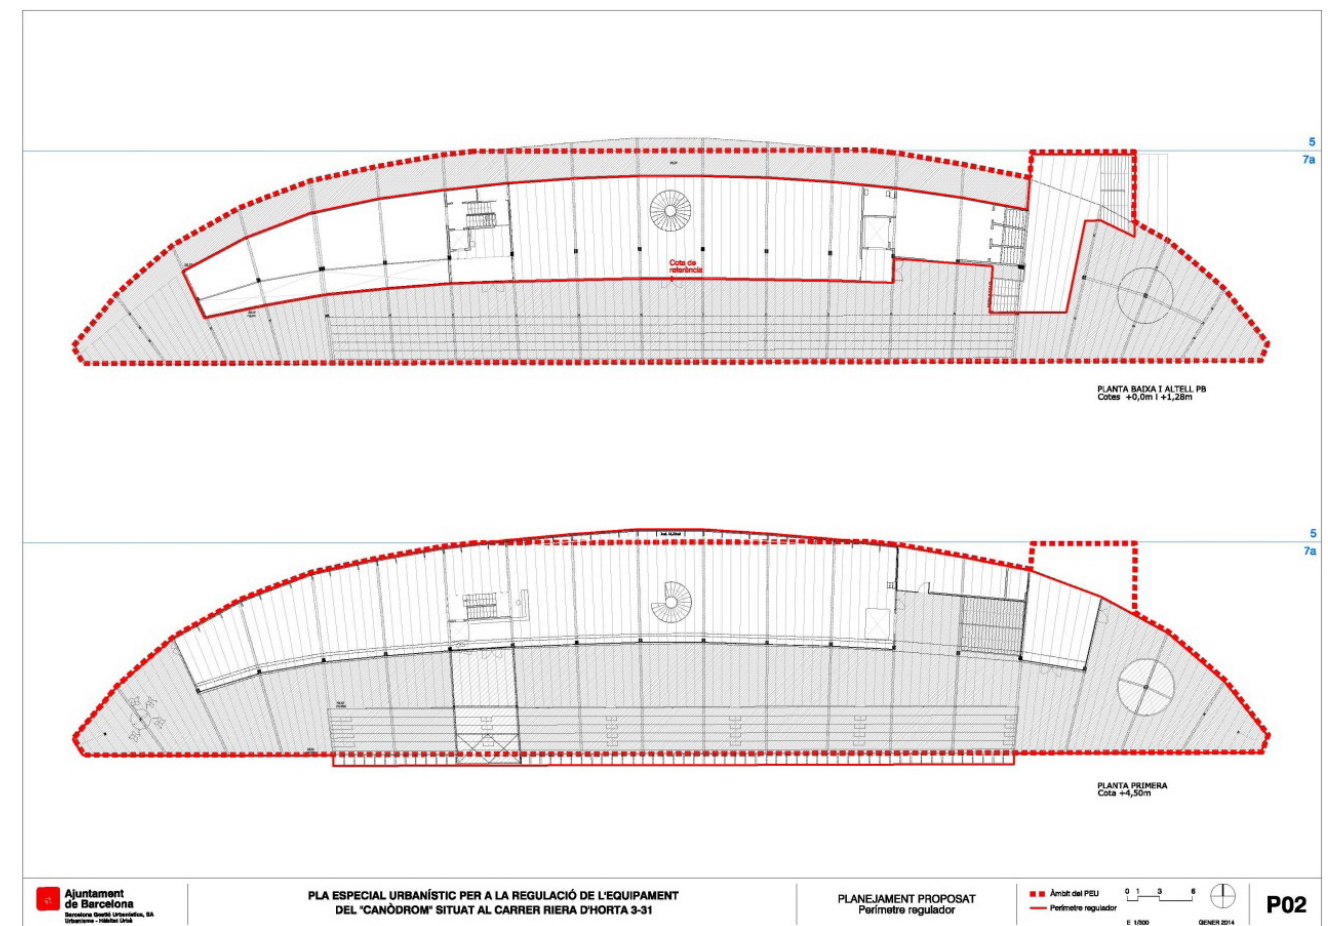 5
7a
Cota de
referència
PLANTA BAIXA I ALTELL PB
Cotes +0,0m i +1,28m
5
7a
PLANTA PRIMERA
Cota +4,50m
Ajuntament
de Barcelona
Barcelona Gestió Urbanística, SA
Urbanisme - Hàbitat Urbà
PLA ESPECIAL URBANÍSTIC PER A LA REGULACIÓ DE L'EQUIPAMENT
DEL "CANÒDROM" SITUAT AL CARRER RIERA D'HORTA 3-31
PLANEJAMENT PROPOSAT
Perímetre regulador
Àmbit del PEU
Perímetre regulador
0 1 3 6
E 1/300
GENER 2014
P02